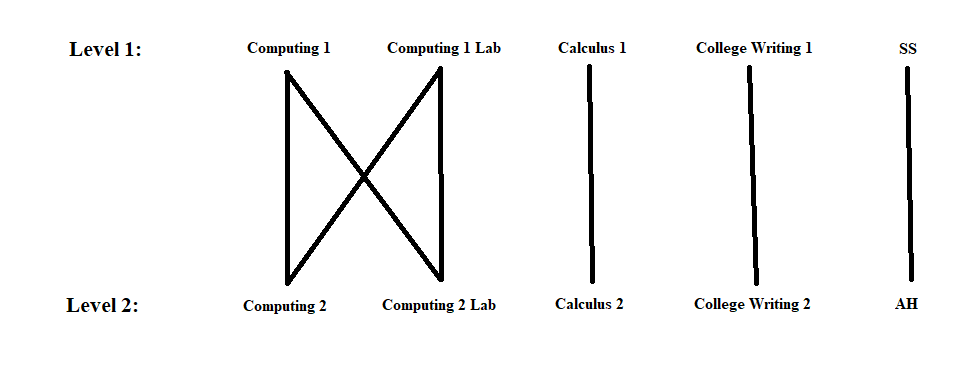 Level 1: Computing 1 Computing 1 Lab Calculus 1 College Writing 1 SS
Level 2: Computing 2 Computing 2 Lab Calculus 2 College Writing 2 AH